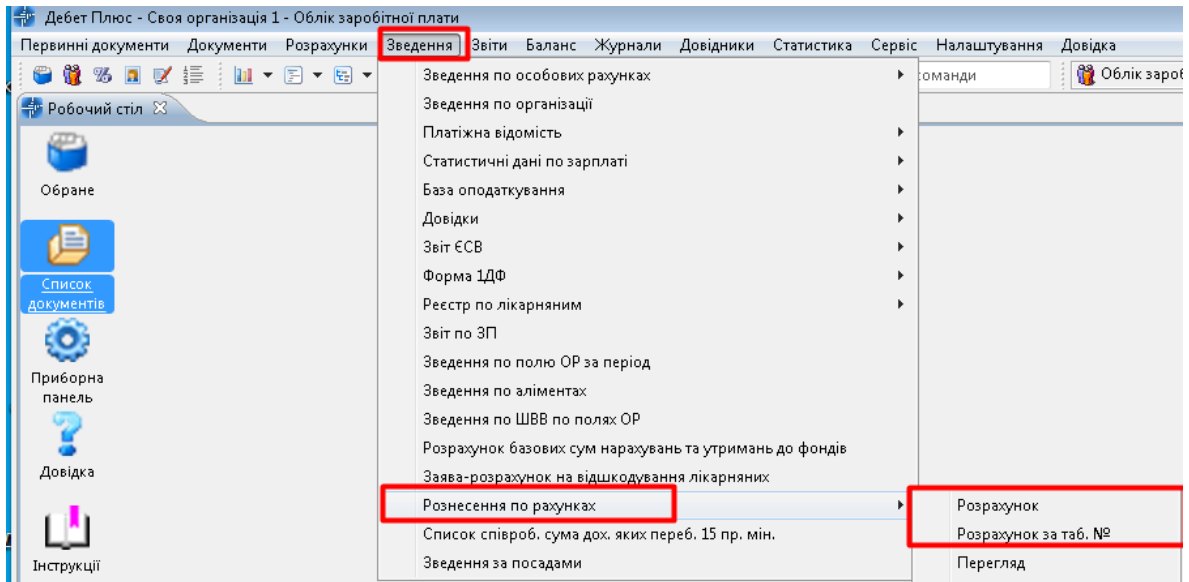 Дебет Плюс - Своя організація 1 - Облік заробітної плати
Первинні документи Документи Розрахунки Зведення Звіти Баланс Журнали Довідники Статистика Сервіс Налаштування Довідка
оманди
Облік зароб
Робочий стіл
Обране
Список
документів
Приборна
панель
Довідка
Інструкції
Зведення по особових рахунках
Зведення по організації
Платіжна відомість
Статистичні дані по зарплаті
База оподаткування
Довідки
Звіт ЄСВ
Форма 1ДФ
Реєстр по лікарняним
Звіт по ЗП
Зведення по полю ОР за період
Зведення по аліментах
Зведення по ШВВ по полях ОР
Розрахунок базових сум нарахувань та утримань до фондів
Заява-розрахунок на відшкодування лікарняних
Рознесення по рахунках
Список співроб. сума дох. яких переб. 15 пр. мін.
Зведення за посадами
Розрахунок
Розрахунок за таб. №
Перегляд